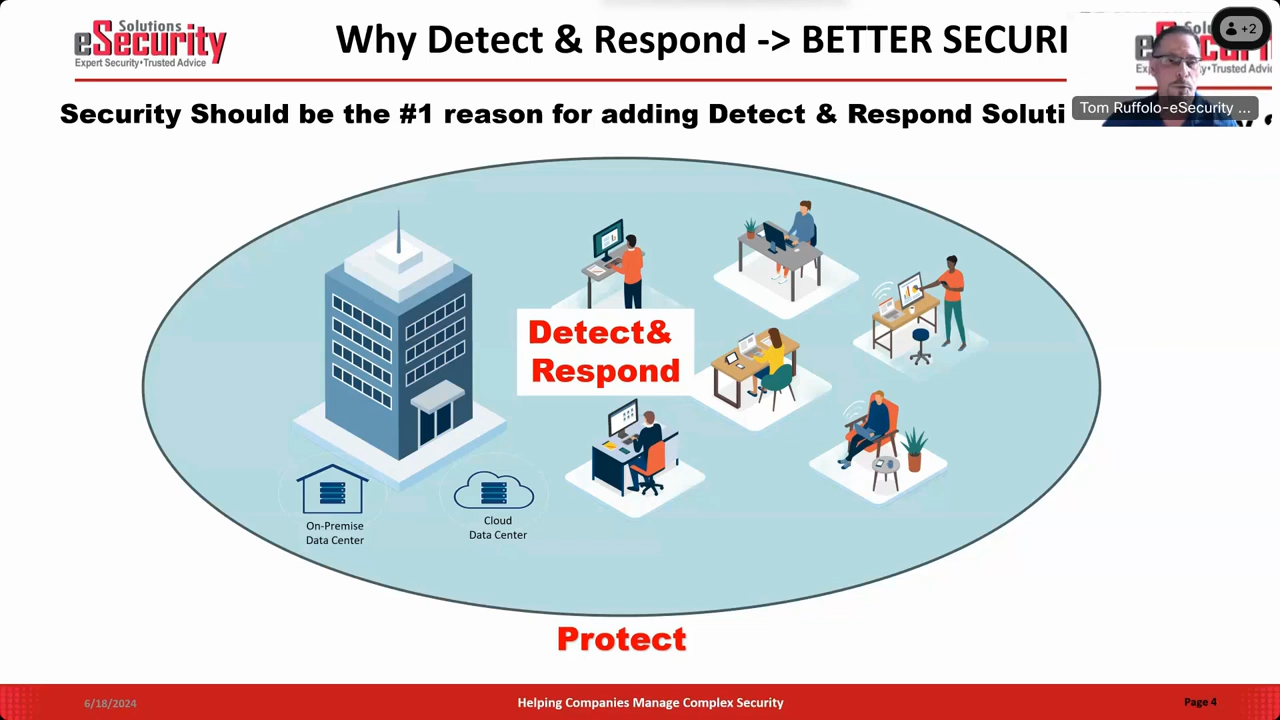 Solutions
eSecurity
Expert Security•Trusted Advice
Why Detect & Respond -> BETTER SECURI
+2
Tom Ruffolo-eSecurity ...
Trusted Advice
Security Should be the #1 reason for adding Detect & Respond Soluti
Detect&
Respond
On-Premise
Data Center
Cloud
Data Center
Protect
6/18/2024
Helping Companies Manage Complex Security
Page 4